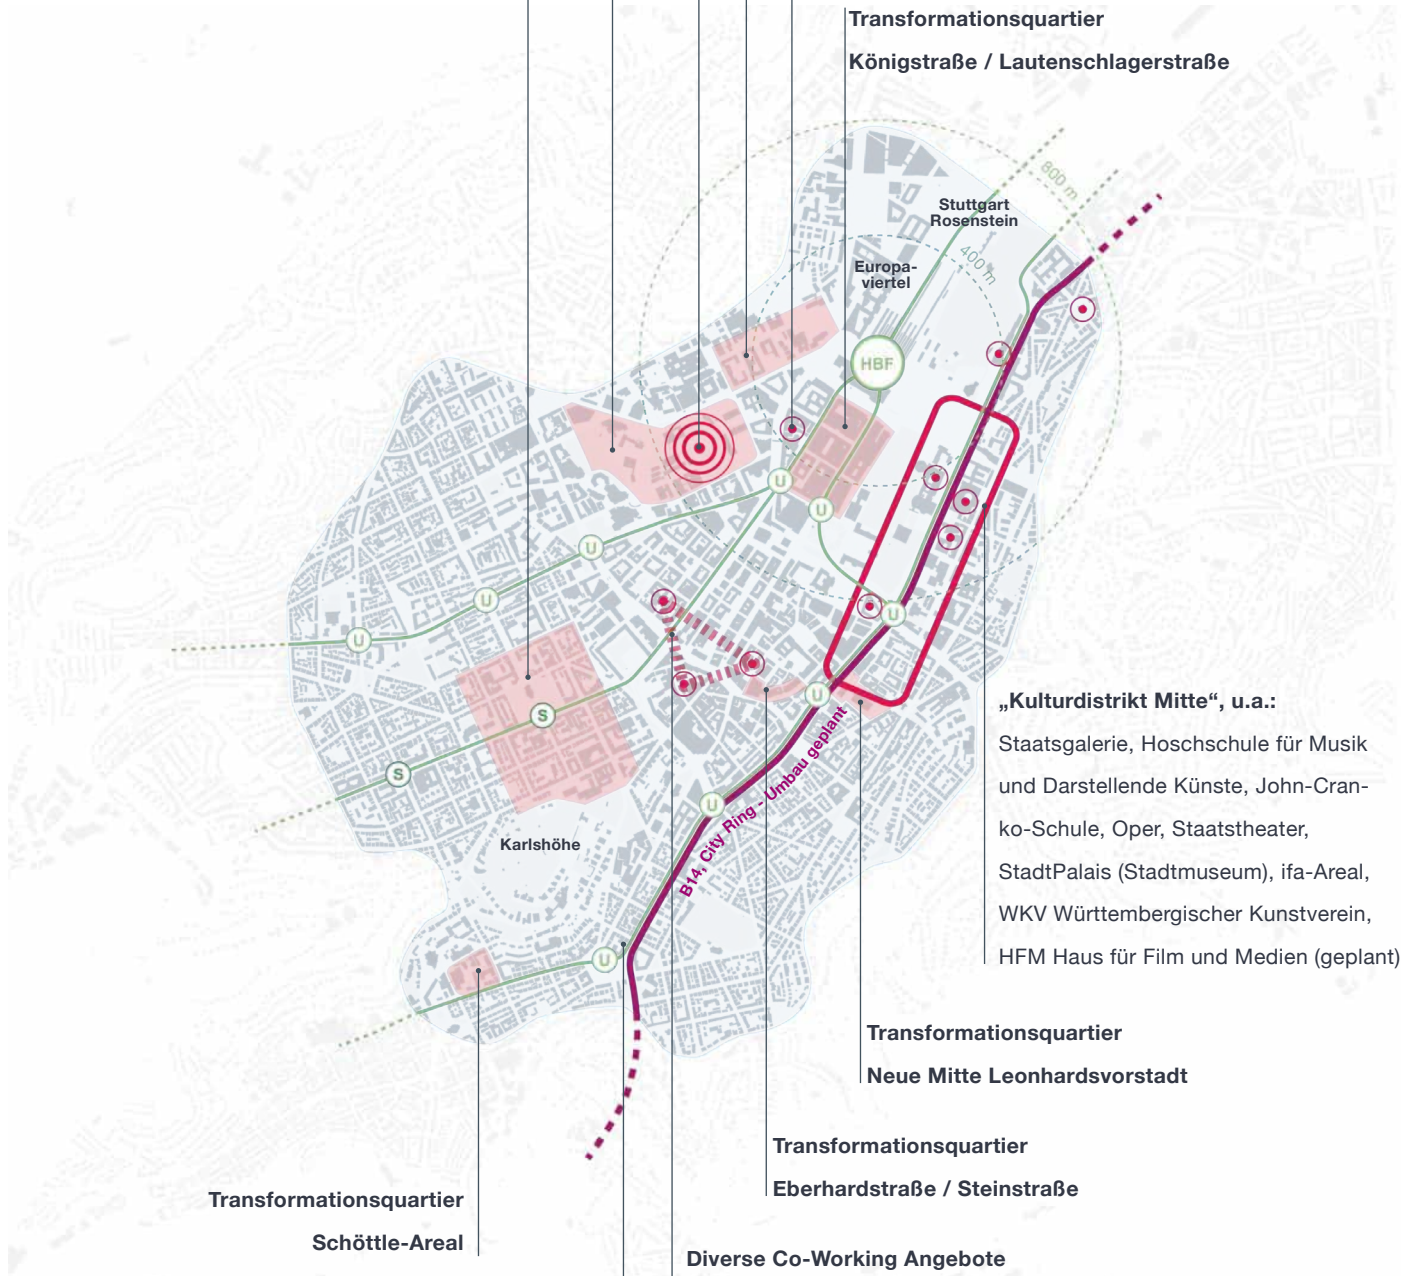 Transformationsquartier
Königstraße / Lautenschlagerstraße
800 m
Stuttgart
Rosenstein
400 m
Europa-
viertel
HBF
U
U
U
U
U
U
U
S
S
„Kulturdistrikt Mitte“, u.a.:
Staatsgalerie, Hoschschule für Musik
und Darstellende Künste, John-Cran-
ko-Schule, Oper, Staatstheater,
StadtPalais (Stadtmuseum), ifa-Areal,
WKV Württembergischer Kunstverein,
HFM Haus für Film und Medien (geplant)
B14, City Ring - Umbau geplant
U
Karlshöhe
U
Transformationsquartier
Neue Mitte Leonhardsvorstadt
Transformationsquartier
Eberhardstraße / Steinstraße
Transformationsquartier
Schöttle-Areal
Diverse Co-Working Angebote